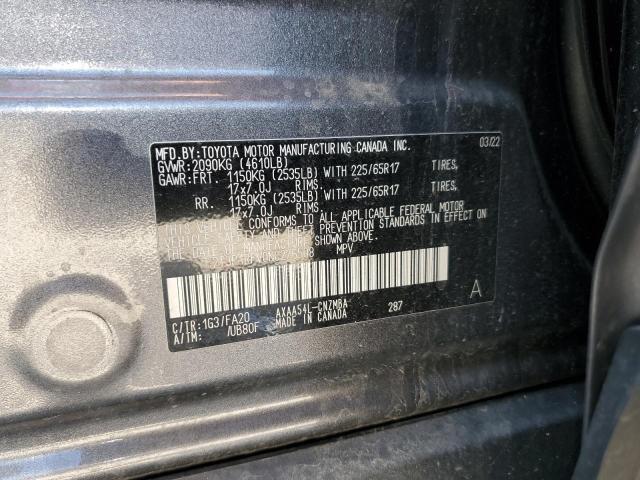 MFD.BY:TOYOTA MOTOR MANUFACTURING CANADA INC. 03/22
GVWR:2090KG (4610LB)
GAWR:FRT. 1150KG (2535LB) WITH 225/65R17 TIRES,
17x7.0J RIMS.
RR. 1150KG (2535LB) WITH 225/65R17 TIRES,
17x7.0J RIMS.
THIS VEHICLE CONFORMS TO ALL APPLICABLE FEDERAL MOTOR
VEHICLE SAFETY AND THEFT PREVENTION STANDARDS IN EFFECT ON
THE DATE OF MANUFACTURE SHOWN ABOVE.
MPV
C/TR:1G3/FA20 AXAA54L-CNZMBA 287 A
A/TM: /UB80F MADE IN CANADA